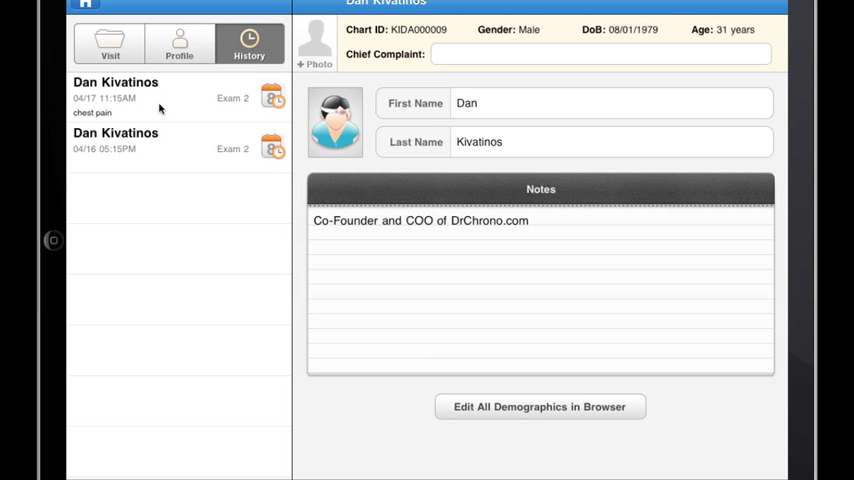 Dan Kivatinos
Visit
Profile
History
Dan Kivatinos
04/17 11:15AM
Exam 2
chest pain
Dan Kivatinos
04/16 05:15PM
Exam 2
+ Photo
Chart ID: KIDA000009
Gender: Male
DoB: 08/01/1979
Age: 31 years
Chief Complaint:
First Name
Dan
Last Name
Kivatinos
Notes
Co-Founder and COO of DrChrono.com
Edit All Demographics in Browser